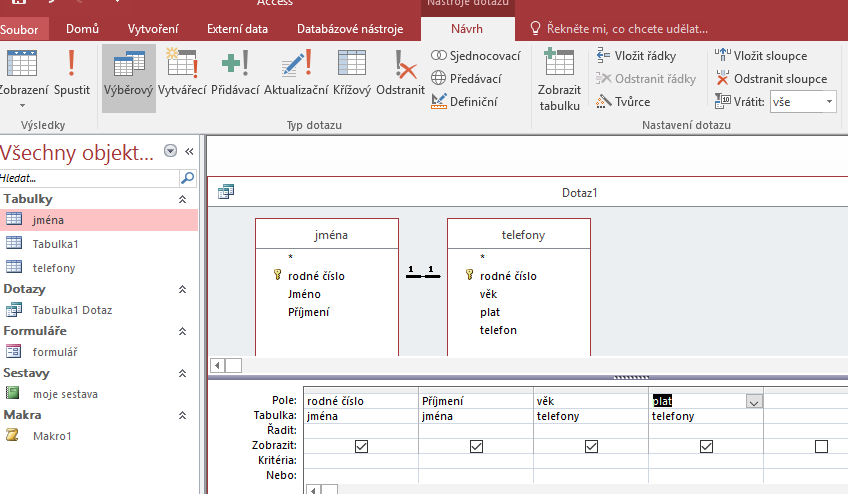 Access
Nástroje dotazu
Soubor Domů Vytvoření Externí data Databázové nástroje Návrh Řekněte mi, co chcete udělat...
Zobrazení Spustit Výběrový Vytvářecí Přidávací Aktualizační Křížový Odstranit
Sjednocovací
Předávací
Definiční
Zobrazit
tabulku
Vložit řádky
Odstranit řádky
Tvůrce
Vložit sloupce
Odstranit sloupce
Vrátit: vše
Výsledky Typ dotazu Nastavení dotazu
Všechny objekt...
Hledat...
Tabulky
jména
Tabulka1
telefony
Dotazy
Tabulka1 Dotaz
Formuláře
formulář
Sestavy
moje sestava
Makra
Makro1
Dotaz1
jména
*
rodné číslo
Jméno
Příjmení
1 1
telefony
*
rodné číslo
věk
plat
telefon
Pole: rodné číslo Příjmení věk plat
Tabulka: jména jména telefony telefony
Řadit:
Zobrazit:
Kritéria:
Nebo: